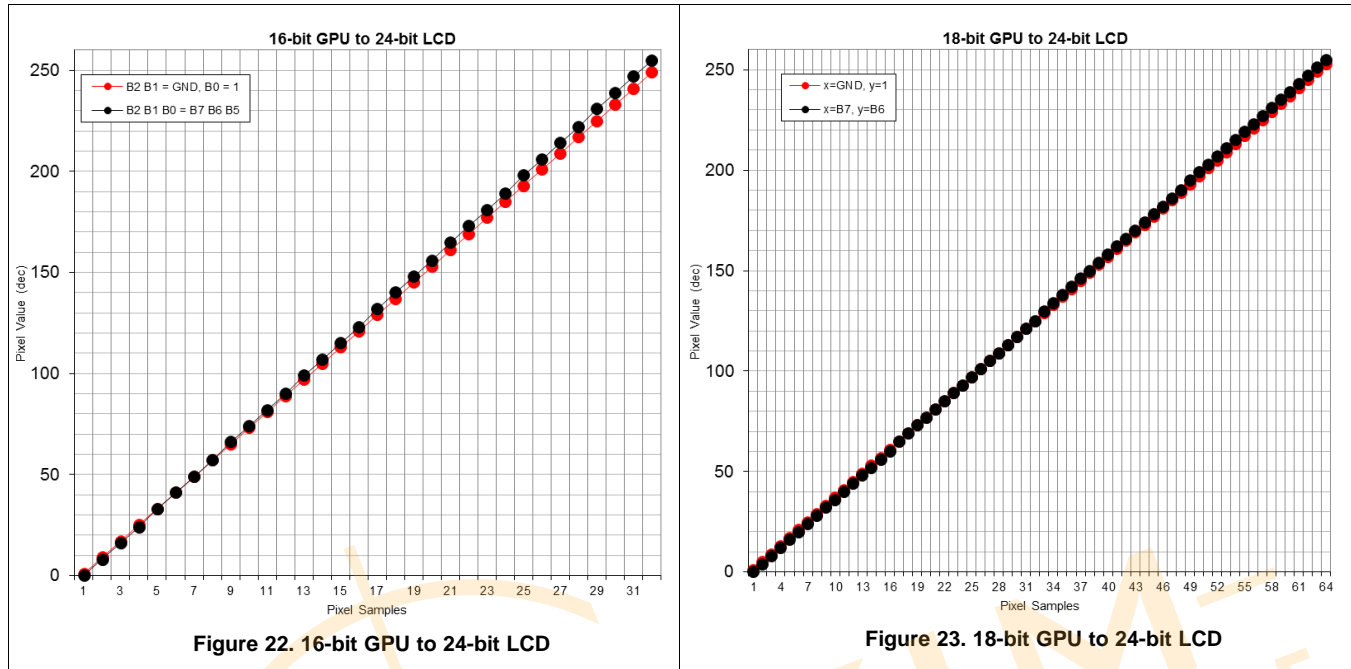 16-bit GPU to 24-bit LCD
250
200
150
100
50
0
Pixel Value (dec)
B2 B1 = GND, B0 = 1
B2 B1 B0 = B7 B6 B5
1 3 5 7 9 11 13 15 17 19 21 23 25 27 29 31
Pixel Samples
Figure 22. 16-bit GPU to 24-bit LCD
18-bit GPU to 24-bit LCD
250
200
150
100
50
0
Pixel Value (dec)
x=GND, y=1
x=B7, y=B6
1 4 7 10 13 16 19 22 25 28 31 34 37 40 43 46 49 52 55 58 61 64
Pixel Samples
Figure 23. 18-bit GPU to 24-bit LCD